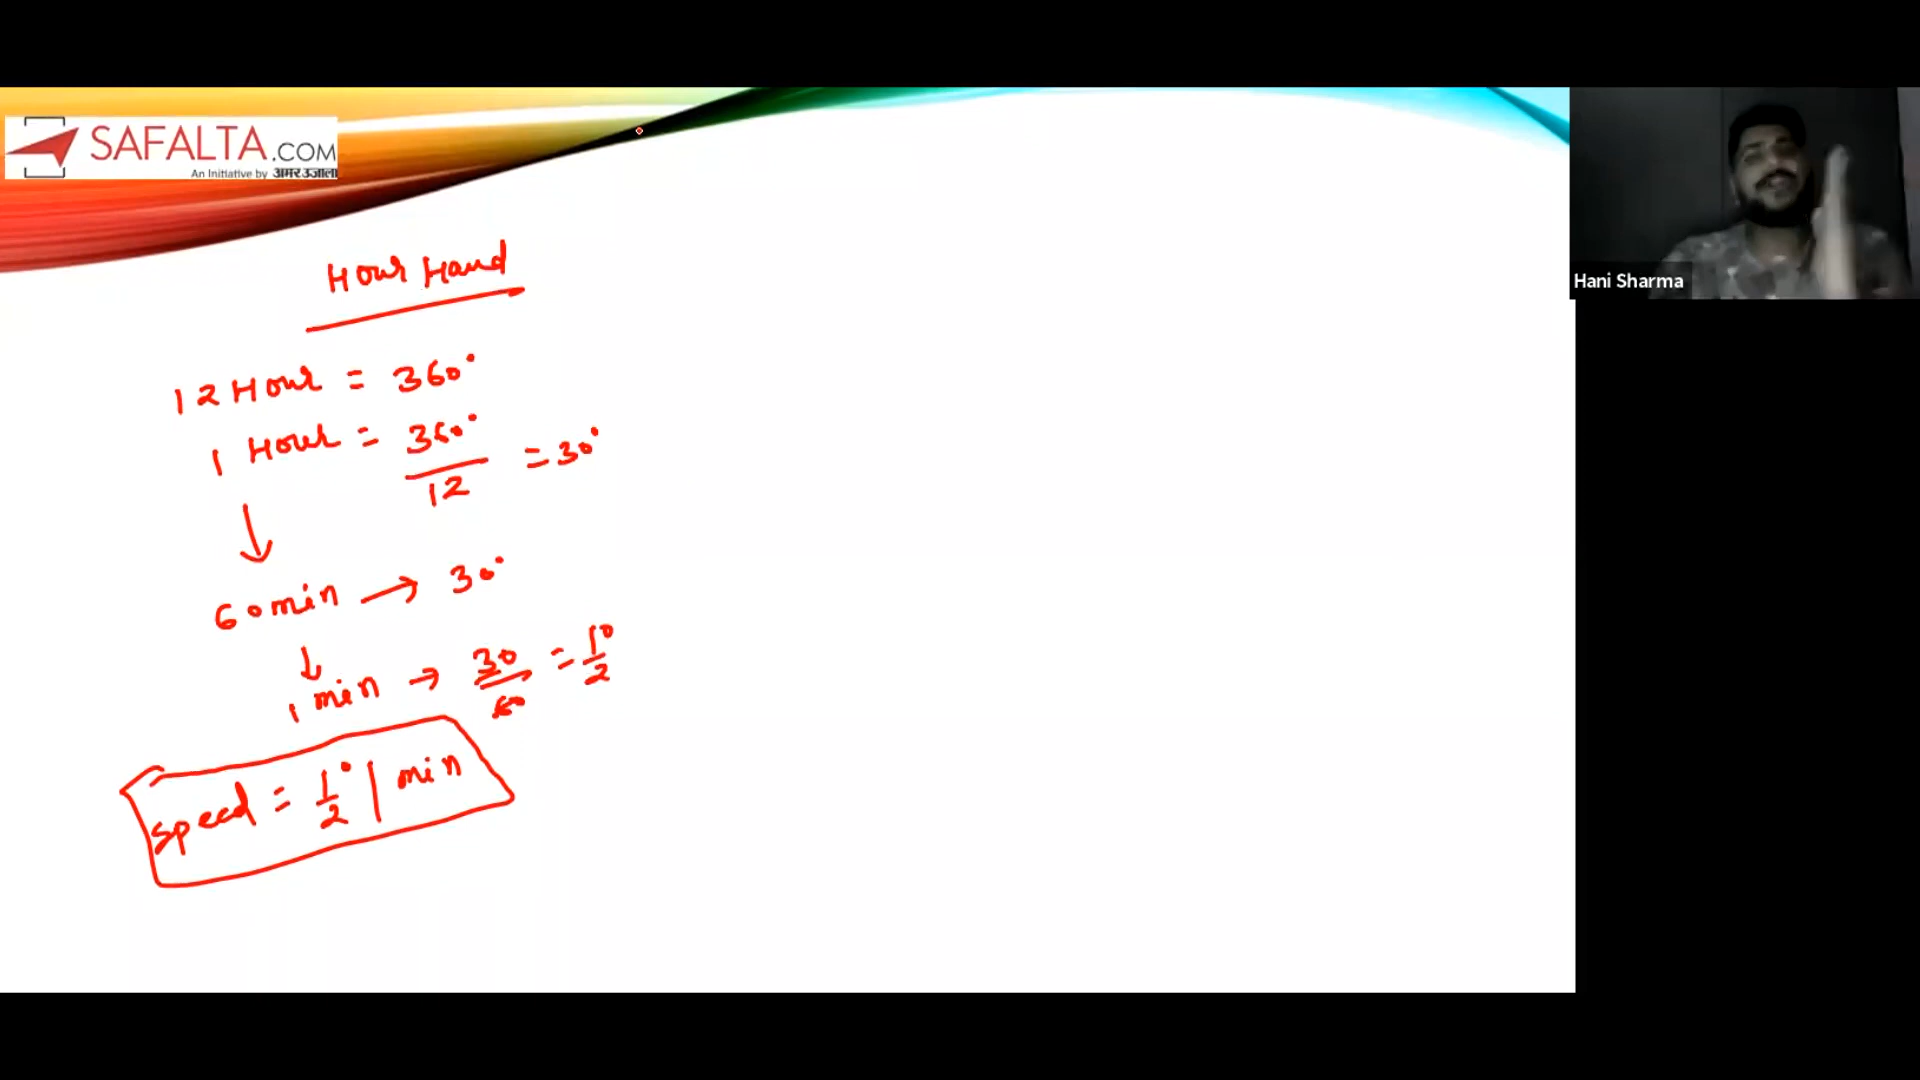 SAFALTA.COM
An Initiative by अमर उजाला
Hani Sharma
Hour Hand
12 Hour = 360°
1 Hour = 360°/12 = 30°
60 min → 30°
1 min → 30/60 = 1/2°
Speed = 1/2° | min